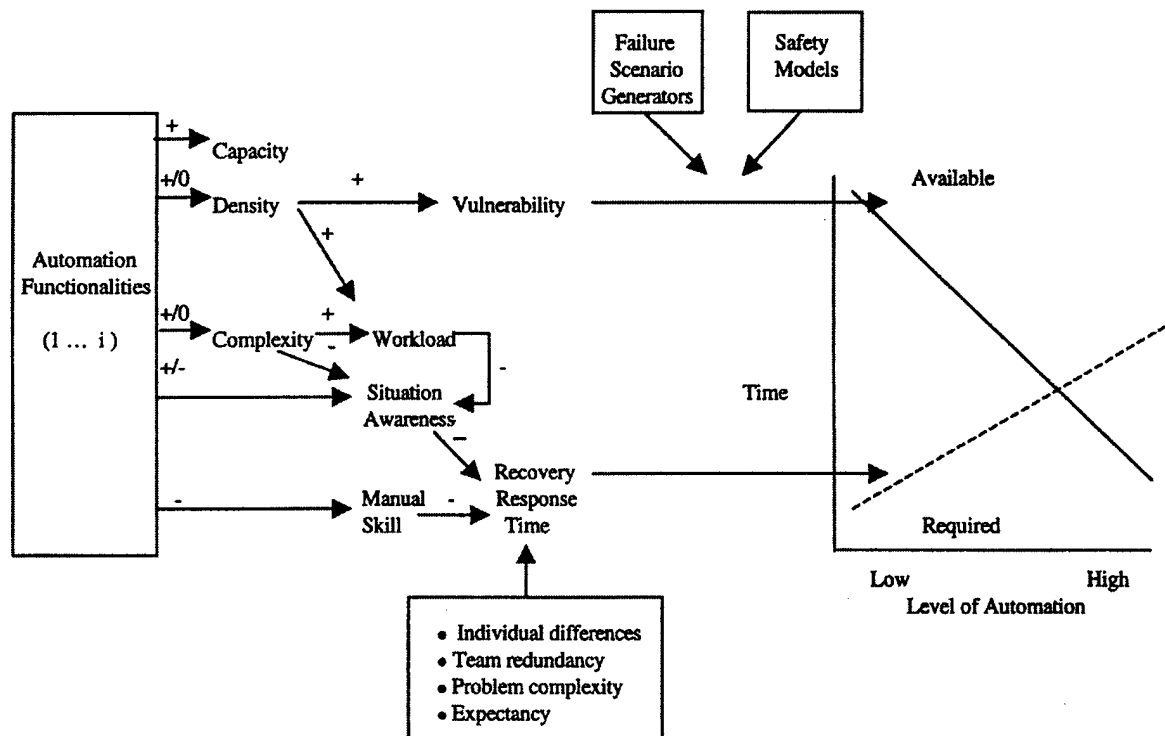 Failure
Scenario
Generators
Safety
Models
+
Capacity
+/0
Density
+
Vulnerability
Available
+
Automation
Functionalities
(1 ... i )
+/0
Complexity
+
-
Workload
-
+/-
Situation
Awareness
-
Time
Recovery
Response
Time
-
Manual
Skill
-
Required
Low
High
Level of Automation
• Individual differences
• Team redundancy
• Problem complexity
• Expectancy